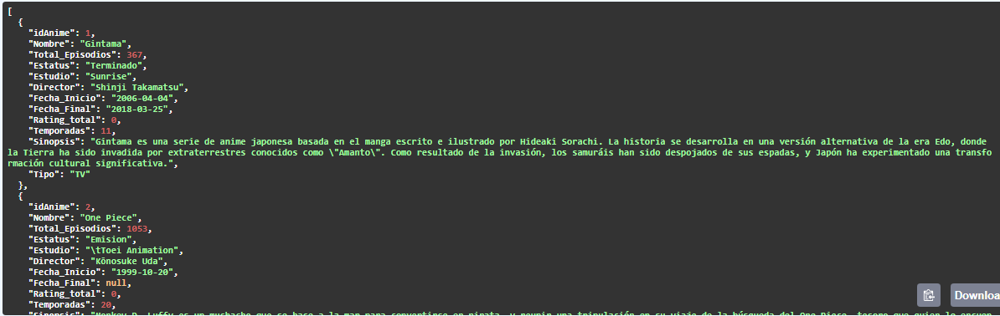 [
  {
    "idAnime": 1,
    "Nombre": "Gintama",
    "Total_Episodios": 367,
    "Estatus": "Terminado",
    "Estudio": "Sunrise",
    "Director": "Shinji Takamatsu",
    "Fecha_Inicio": "2006-04-04",
    "Fecha_Final": "2018-03-25",
    "Rating_total": 0,
    "Temporadas": 11,
    "Sinopsis": "Gintama es una serie de anime japonesa basada en el manga escrito e ilustrado por Hideaki Sorachi. La historia se desarrolla en una versión alternativa de la era Edo, donde
la Tierra ha sido invadida por extraterrestres conocidos como \"Amanto\". Como resultado de la invasión, los samuráis han sido despojados de sus espadas, y Japón ha experimentado una transfo
rmación cultural significativa.",
    "Tipo": "TV"
  },
  {
    "idAnime": 2,
    "Nombre": "One Piece",
    "Total_Episodios": 1053,
    "Estatus": "Emision",
    "Estudio": "\tToei Animation",
    "Director": "Kōnosuke Uda",
    "Fecha_Inicio": "1999-10-20",
    "Fecha_Final": null,
    "Rating_total": 0,
    "Temporadas": 20,
    "Sinopsis": "Monkey D. Luffy es un muchacho que se hace a la mar para convertirse en pirata, y reunir una tripulación en su viaje de la búsqueda del One Piece, tesoro que quien lo encuen
Downloa